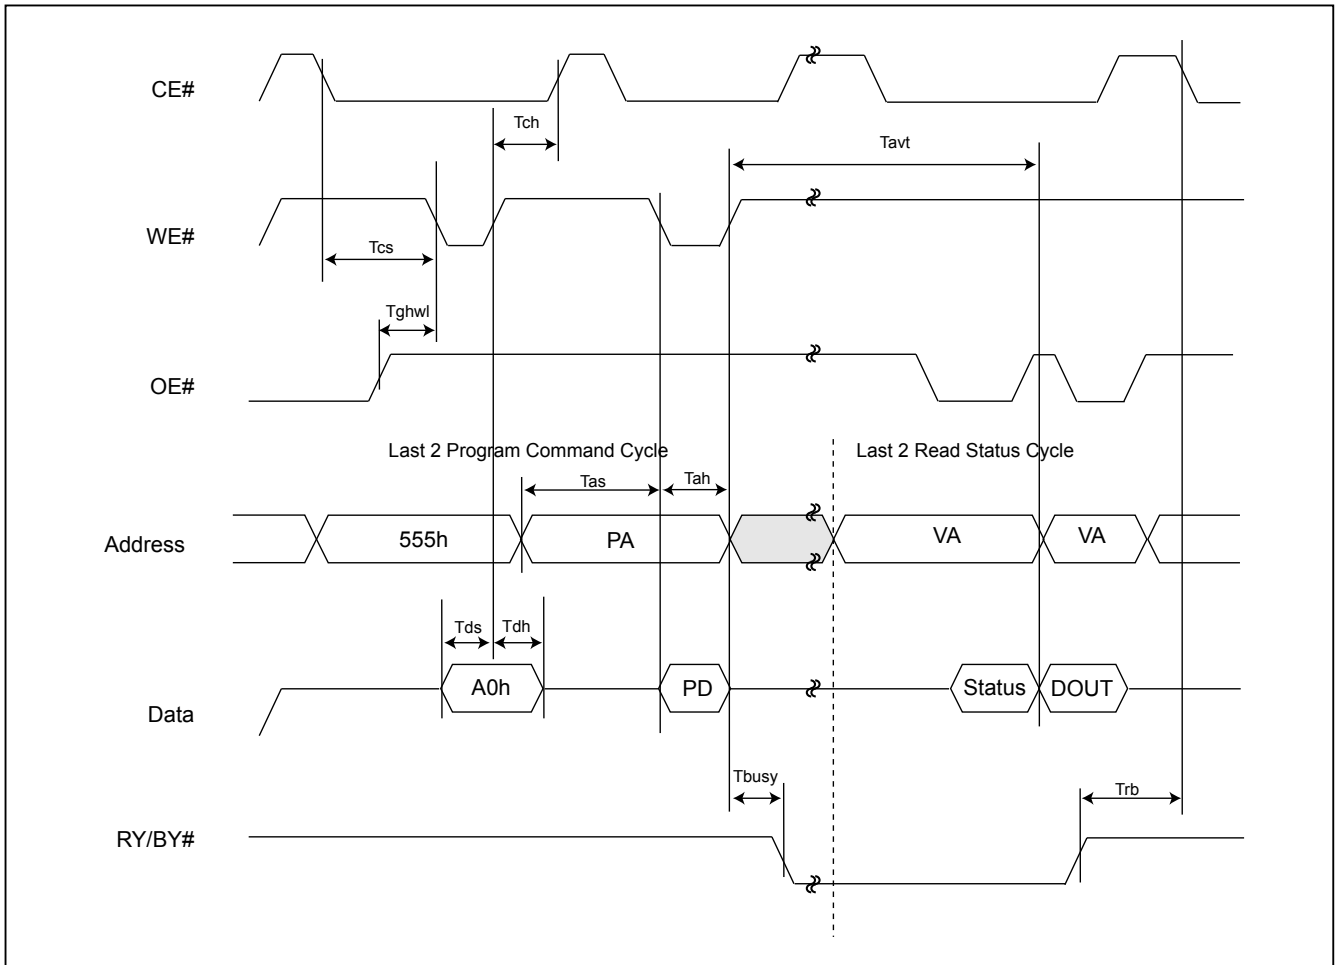 CE#
Tch
Tavt
WE#
Tcs
Tghwl
OE#
Last 2 Program Command Cycle
Last 2 Read Status Cycle
Tas
Tah
Address
555h
PA
VA
VA
Tds
Tdh
Data
A0h
PD
Status
DOUT
Tbusy
Trb
RY/BY#